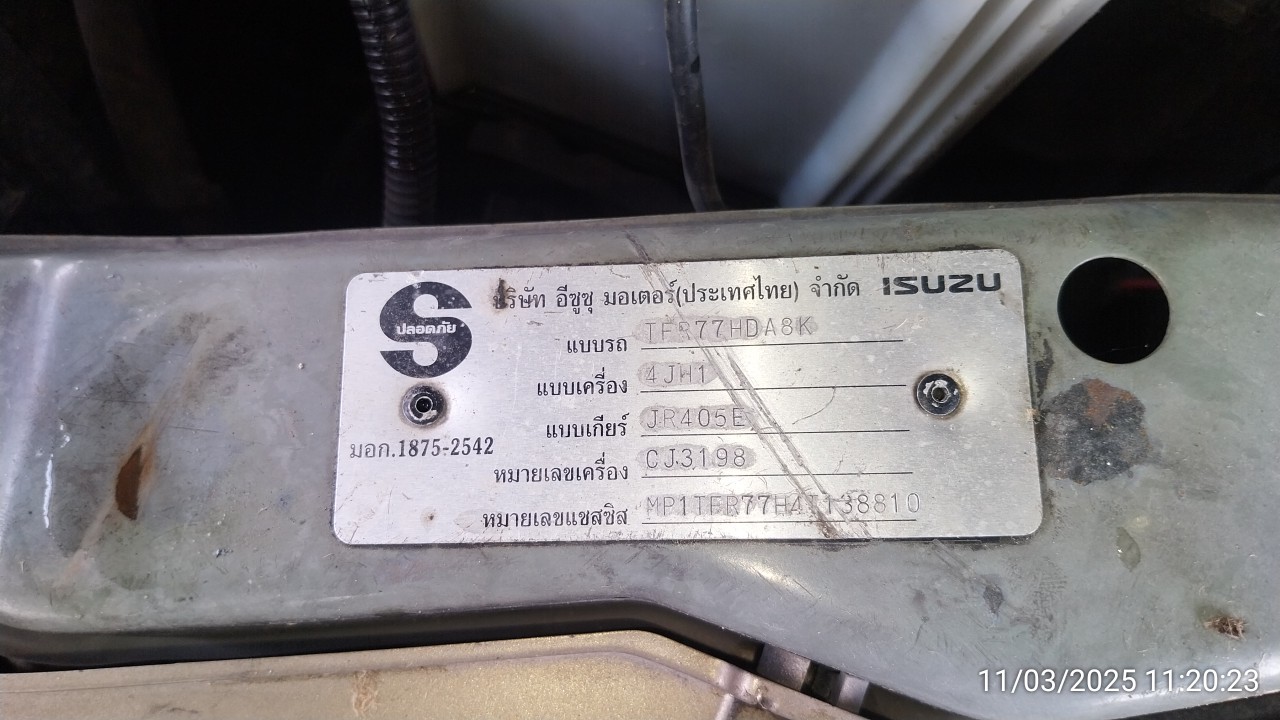 บริษัท อีซูซุ มอเตอร์(ประเทศไทย) จำกัด ISUZU
ปลอดภัย
แบบรถ TFR77HDA8K
แบบเครื่อง 4JH1
แบบเกียร์ JR405E
มอก.1875-2542
หมายเลขเครื่อง CJ3198
หมายเลขแชสซิส MP1TFR77H4T138810
11/03/2025 11:20:23